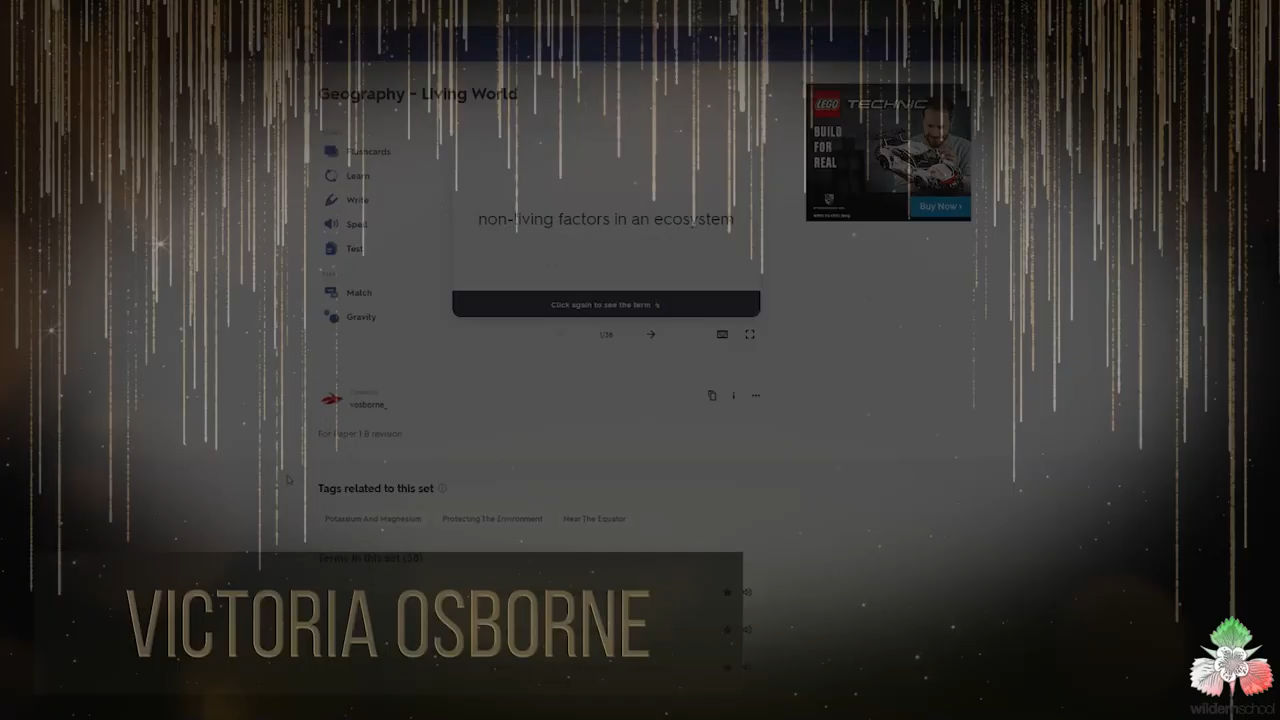 Geography - Living World
LEGO TECHNIC
BUILD
FOR
REAL
Buy Now ›
Flashcards
Learn
Write
Spell
Test
Match
Gravity
non-living factors in an ecosystem
Click again to see the term
1/38
vosborne_
For Paper 1 B revision
Tags related to this set
Potassium And Magnesium
Protecting The Environment
Near The Equator
Terms in this set (38)
VICTORIA OSBORNE
wildernschool